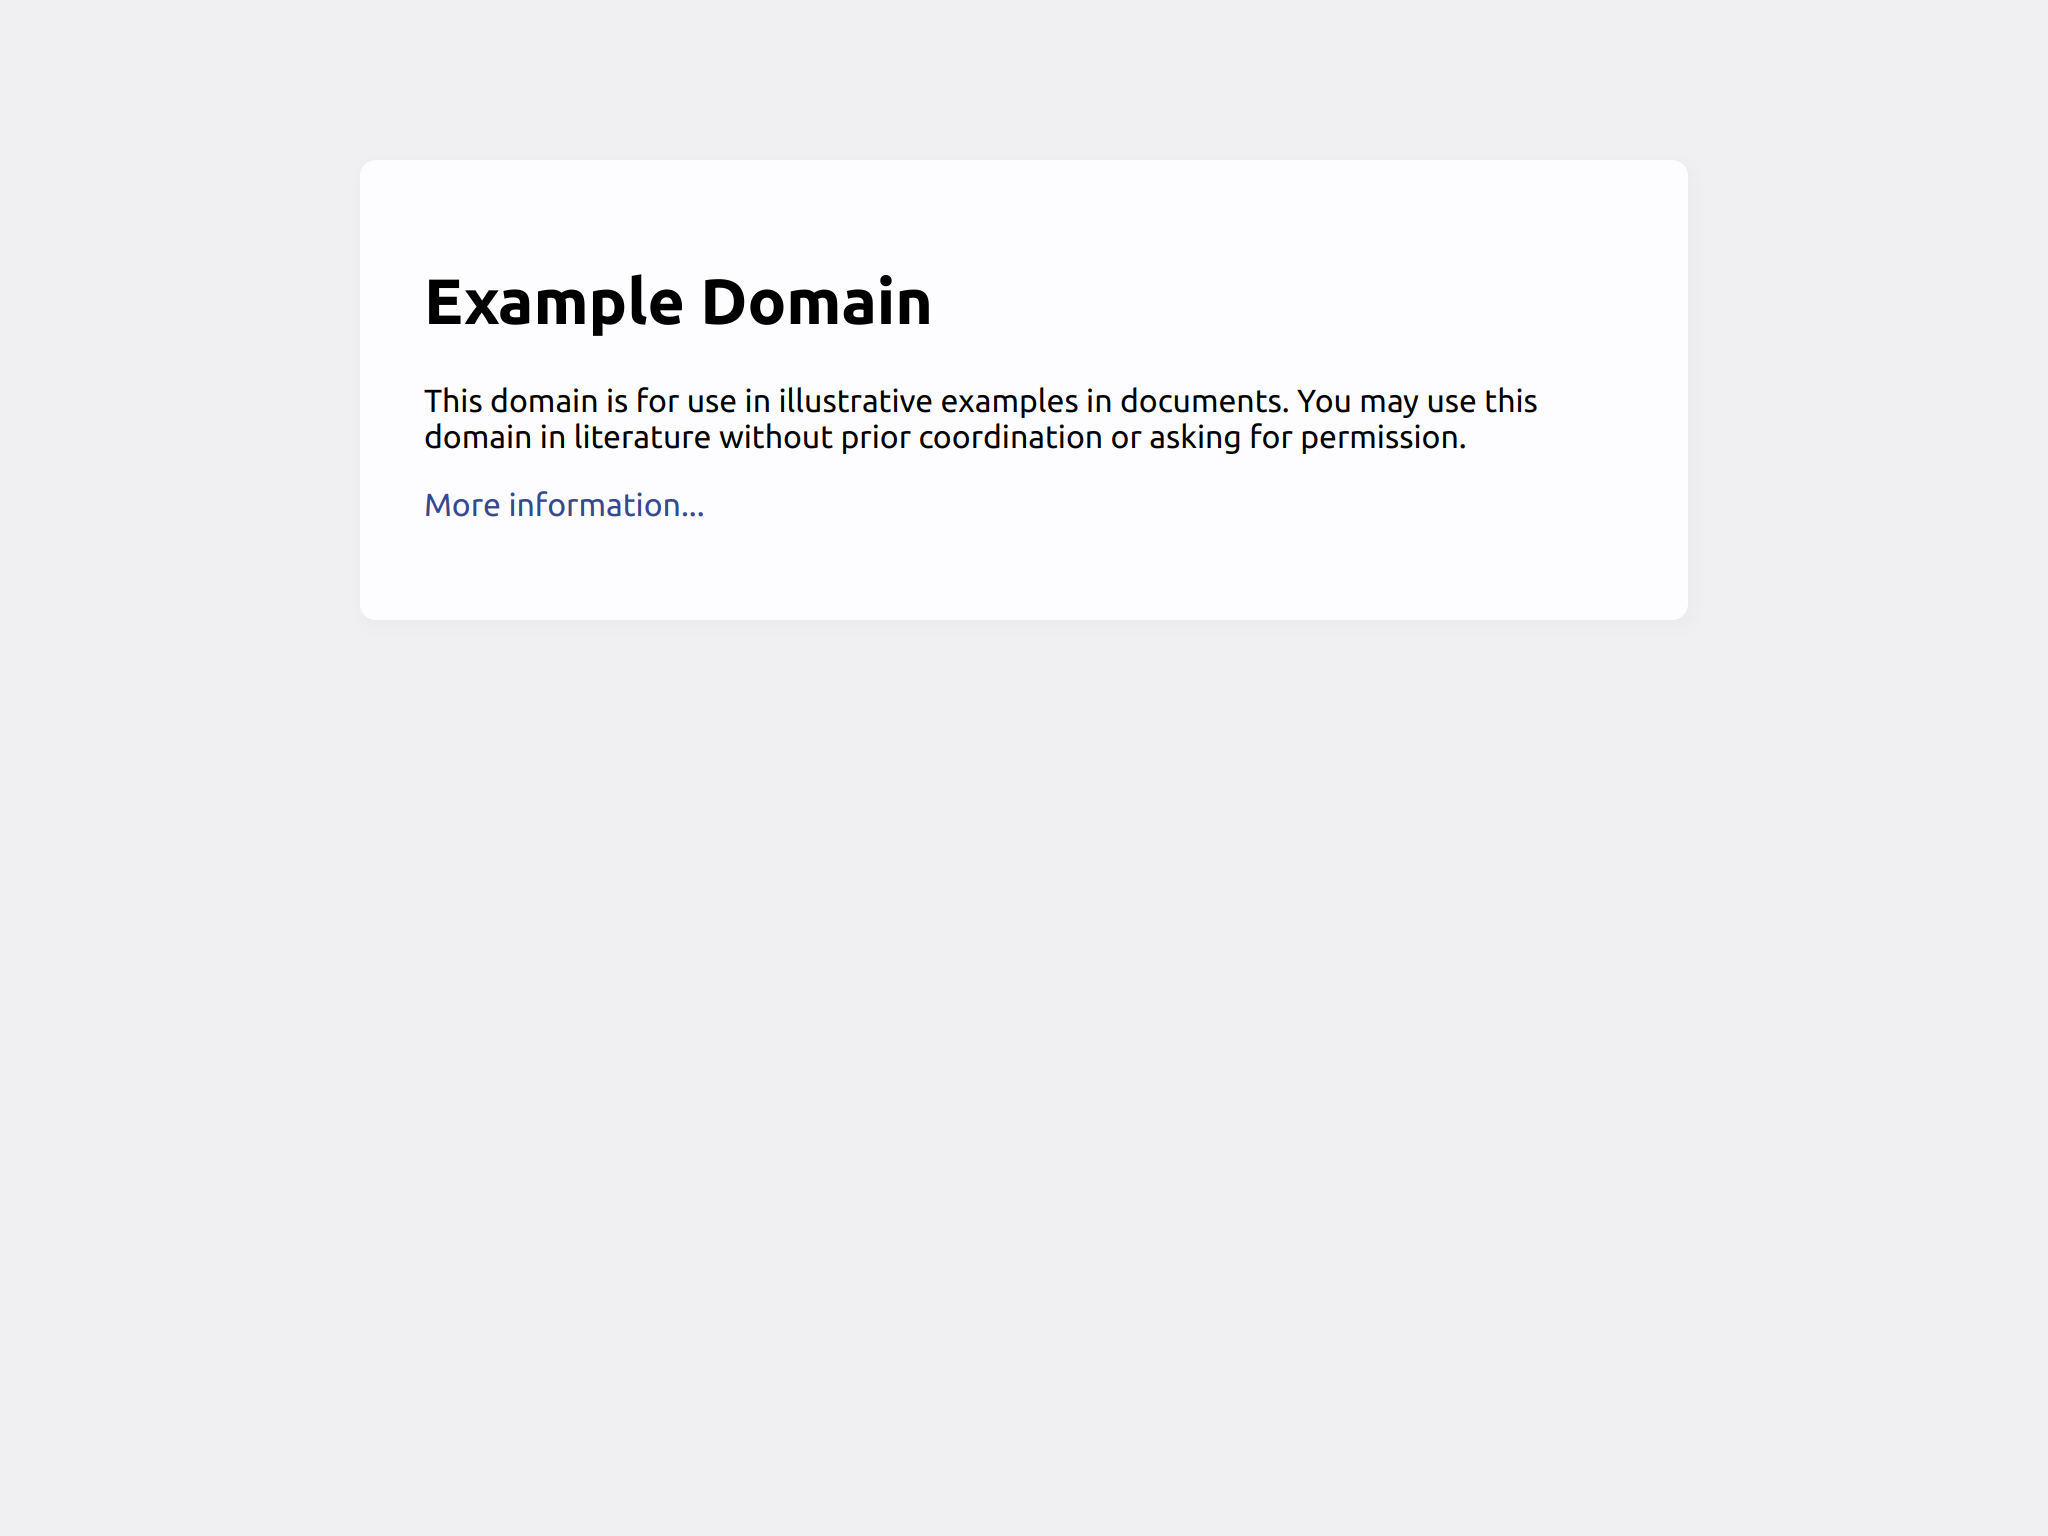 Example Domain
This domain is for use in illustrative examples in documents. You may use this
domain in literature without prior coordination or asking for permission.
More information...